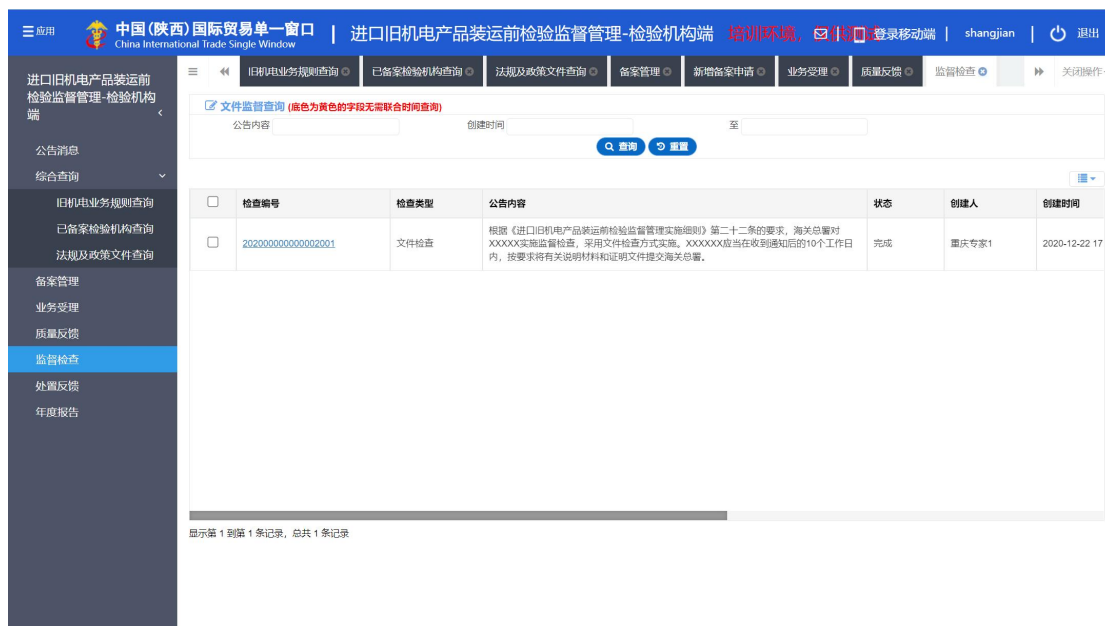 应用
中国(陕西)国际贸易单一窗口
China International Trade Single Window
进口旧机电产品装运前检验监督管理-检验机构端
培训环境，
登录移动端
shangjian
退出
进口旧机电产品装运前
检验监督管理-检验机构
端
公告消息
综合查询
旧机电业务规则查询
已备案检验机构查询
法规及政策文件查询
备案管理
业务受理
质量反馈
监督检查
处置反馈
年度报告
旧机电业务规则查询
已备案检验机构查询
法规及政策文件查询
备案管理
新增备案申请
业务受理
质量反馈
监督检查
关闭操作
文件监督查询 (底色为黄色的字段无需联合时间查询)
公告内容
创建时间
至
查询
重置
检查编号 检查类型 公告内容 状态 创建人 创建时间
202000000000002001 文件检查
根据《进口旧机电产品装运前检验监督管理实施细则》第二十二条的要求，海关总署对
XXXXX实施监督检查，采用文件检查方式实施。XXXXXX应当在收到通知后的10个工作日
内，按要求将有关说明材料和证明文件提交海关总署。
完成 重庆专家1 2020-12-22 17
显示第 1 到第 1 条记录，总共 1 条记录